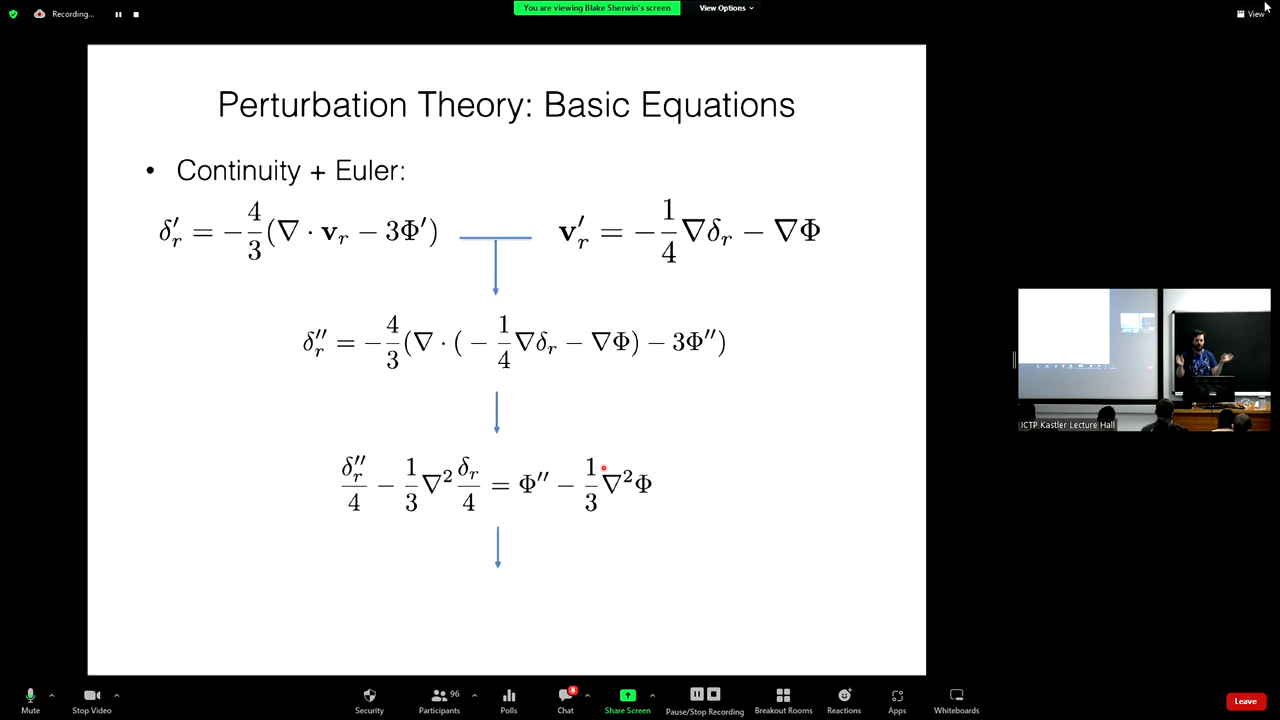 Recording...
You are viewing Blake Sherwin's screen
View Options
View
Perturbation Theory: Basic Equations
• Continuity + Euler:
δ′_r = −4/3(∇ · v_r − 3Φ′)
v′_r = −1/4∇δ_r − ∇Φ
δ″_r = −4/3(∇ · (−1/4∇δ_r − ∇Φ) − 3Φ″)
δ″_r/4 − 1/3∇²δ_r/4 = Φ″ − 1/3∇²Φ
ICTP Kastler Lecture Hall
Mute
Stop Video
Security
Participants
96
Polls
Chat
8
Share Screen
Pause/Stop Recording
Breakout Rooms
Reactions
Apps
Whiteboards
Leave